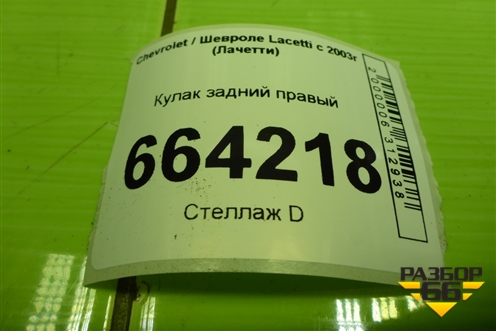 Chevrolet / Шевроле Lacetti с 2003г
(Лачетти)
Кулак задний правый
664218
Стеллаж D
2000006312938
РАЗБОР
66